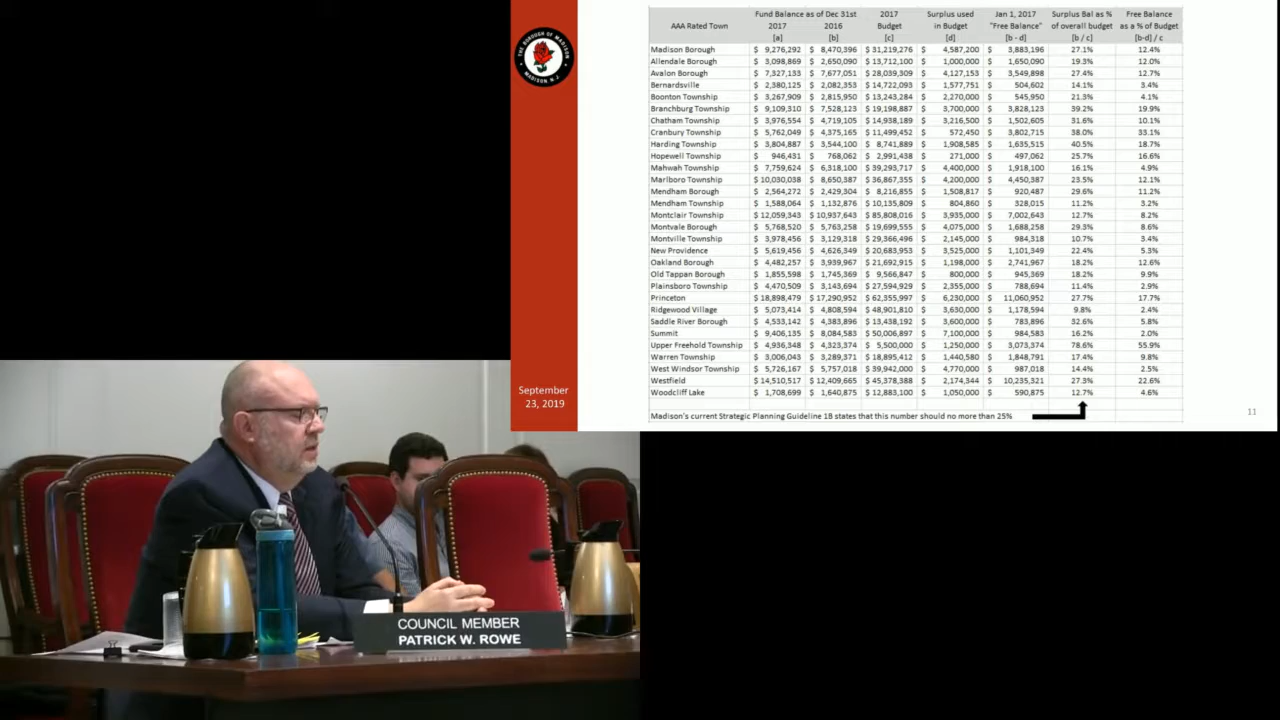 THE BOROUGH OF MADISON
MADISON N.J.
September
23, 2019
AAA Rated Town Fund Balance as of Dec 31st 2017 Surplus used Jan 1, 2017 Surplus Bal as % Free Balance
2017 2016 Budget in Budget "Free Balance" of overall budget as a % of Budget
[a] [b] [c] [d] [b - d] [b / c] [b-d] / c
Madison Borough $ 9,276,292 $ 8,470,396 $ 31,219,276 $ 4,587,200 $ 3,883,196 27.1% 12.4%
Allendale Borough $ 3,098,869 $ 2,650,090 $ 13,712,100 $ 1,000,000 $ 1,650,090 19.3% 12.0%
Avalon Borough $ 7,327,133 $ 7,677,051 $ 28,039,309 $ 4,127,153 $ 3,549,898 27.4% 12.7%
Bernardsville $ 2,380,125 $ 2,082,353 $ 14,722,093 $ 1,577,751 $ 504,602 14.1% 3.4%
Boonton Township $ 3,267,909 $ 2,815,950 $ 13,243,284 $ 2,270,000 $ 545,950 21.3% 4.1%
Branchburg Township $ 9,109,310 $ 7,528,123 $ 19,198,887 $ 3,700,000 $ 3,828,123 39.2% 19.9%
Chatham Township $ 3,976,554 $ 4,719,105 $ 14,938,189 $ 3,216,500 $ 1,502,605 31.6% 10.1%
Cranbury Township $ 5,762,049 $ 4,375,165 $ 11,499,452 $ 572,450 $ 3,802,715 38.0% 33.1%
Harding Township $ 3,804,887 $ 3,544,100 $ 8,741,889 $ 1,908,585 $ 1,635,515 40.5% 18.7%
Hopewell Township $ 946,431 $ 768,062 $ 2,991,438 $ 271,000 $ 497,062 25.7% 16.6%
Mahwah Township $ 7,759,624 $ 6,318,100 $ 39,293,717 $ 4,400,000 $ 1,918,100 16.1% 4.9%
Marlboro Township $ 10,030,038 $ 8,650,387 $ 36,867,355 $ 4,200,000 $ 4,450,387 23.5% 12.1%
Mendham Borough $ 2,564,272 $ 2,429,304 $ 8,216,855 $ 1,508,817 $ 920,487 29.6% 11.2%
Mendham Township $ 1,588,064 $ 1,132,876 $ 10,135,809 $ 804,860 $ 328,015 11.2% 3.2%
Montclair Township $ 12,059,343 $ 10,937,643 $ 85,808,016 $ 3,935,000 $ 7,002,643 12.7% 8.2%
Montvale Borough $ 5,768,520 $ 5,763,258 $ 19,699,555 $ 4,075,000 $ 1,688,258 29.3% 8.6%
Montville Township $ 3,978,456 $ 3,129,318 $ 29,366,496 $ 2,145,000 $ 984,318 10.7% 3.4%
New Providence $ 5,619,456 $ 4,626,349 $ 20,683,953 $ 3,525,000 $ 1,101,349 22.4% 5.3%
Oakland Borough $ 4,482,257 $ 3,939,967 $ 21,692,915 $ 1,198,000 $ 2,741,967 18.2% 12.6%
Old Tappan Borough $ 1,855,598 $ 1,745,369 $ 9,566,847 $ 800,000 $ 945,369 18.2% 9.9%
Plainsboro Township $ 4,470,509 $ 3,143,694 $ 27,594,929 $ 2,355,000 $ 788,694 11.4% 2.9%
Princeton $ 18,898,479 $ 17,290,952 $ 62,355,997 $ 6,230,000 $ 11,060,952 27.7% 17.7%
Ridgewood Village $ 5,073,414 $ 4,808,594 $ 48,901,810 $ 3,630,000 $ 1,178,594 9.8% 2.4%
Saddle River Borough $ 4,533,142 $ 4,383,896 $ 13,438,192 $ 3,600,000 $ 783,896 32.6% 5.8%
Summit $ 9,406,135 $ 8,084,583 $ 50,006,897 $ 7,100,000 $ 984,583 16.2% 2.0%
Upper Freehold Township $ 4,936,348 $ 4,323,374 $ 5,500,000 $ 1,250,000 $ 3,073,374 78.6% 55.9%
Warren Township $ 3,006,043 $ 3,289,371 $ 18,895,412 $ 1,440,580 $ 1,848,791 17.4% 9.8%
West Windsor Township $ 5,726,167 $ 5,757,018 $ 39,942,000 $ 4,770,000 $ 987,018 14.4% 2.5%
Westfield $ 14,510,517 $ 12,409,665 $ 45,378,388 $ 2,174,344 $ 10,235,321 27.3% 22.6%
Woodcliff Lake $ 1,708,699 $ 1,640,875 $ 12,883,100 $ 1,050,000 $ 590,875 12.7% 4.6%
Madison's current Strategic Planning Guideline 1B states that this number should no more than 25%
11
COUNCIL MEMBER
PATRICK W. ROWE